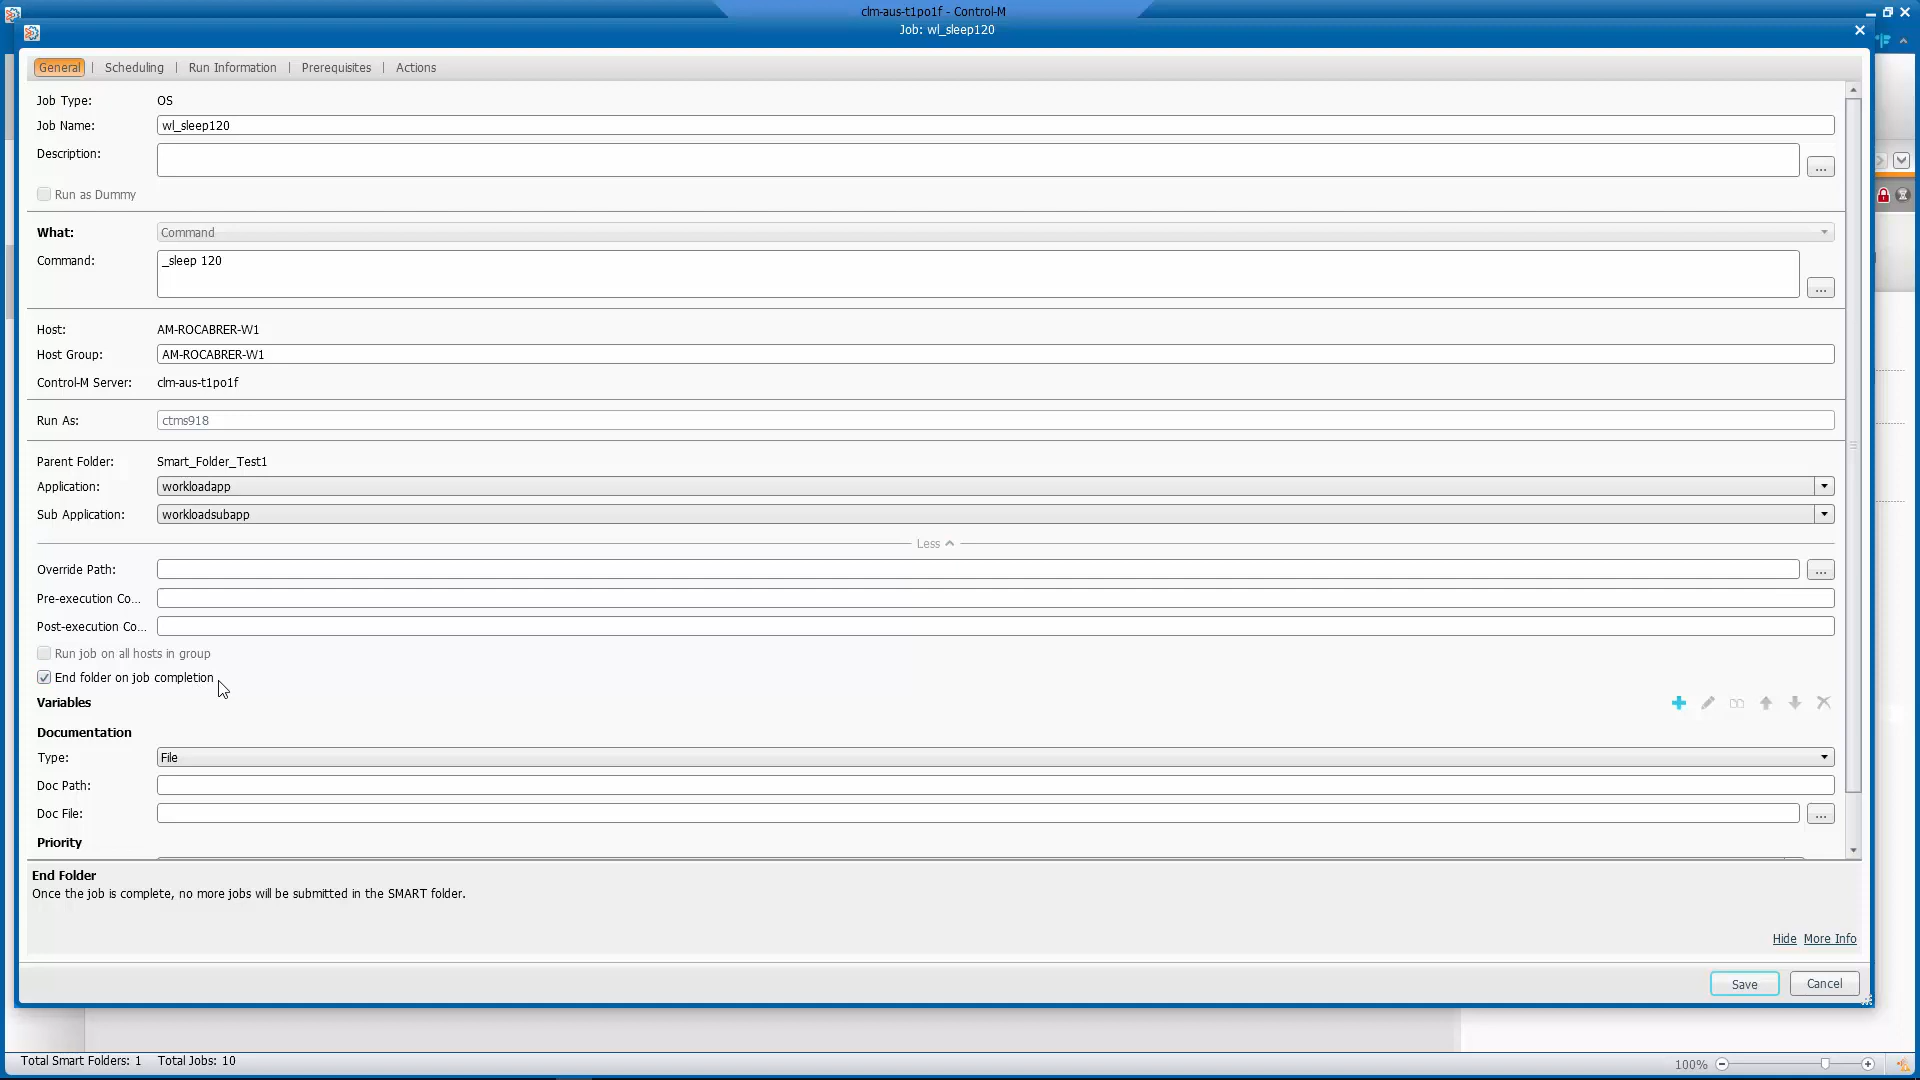 clm-aus-t1po1f - Control-M
Job: wl_sleep120
General | Scheduling | Run Information | Prerequisites | Actions
Job Type: OS
Job Name: wl_sleep120
Description:
...
Run as Dummy
What: Command
Command: _sleep 120
...
Host: AM-ROCABRER-W1
Host Group: AM-ROCABRER-W1
Control-M Server: clm-aus-t1po1f
Run As: ctms918
Parent Folder: Smart_Folder_Test1
Application: workloadapp
Sub Application: workloadsubapp
Less
Override Path: ...
Pre-execution Co...
Post-execution Co...
Run job on all hosts in group
End folder on job completion
Variables
Documentation
Type: File
Doc Path:
Doc File: ...
Priority
End Folder
Once the job is complete, no more jobs will be submitted in the SMART folder.
Hide More Info
Save Cancel
Total Smart Folders: 1 Total Jobs: 10
100%